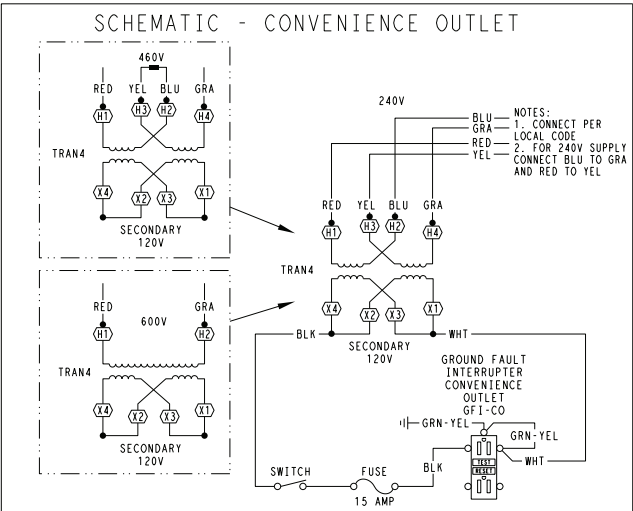 SCHEMATIC - CONVENIENCE OUTLET
460V
RED YEL BLU GRA
H1 H3 H2 H4
TRAN4
X4 X2 X3 X1
SECONDARY
120V
RED GRA
600V
H1 H2
TRAN4
X4 X2 X3 X1
SECONDARY
120V
240V
BLU
GRA
RED
YEL
NOTES:
1. CONNECT PER
LOCAL CODE
2. FOR 240V SUPPLY
CONNECT BLU TO GRA
AND RED TO YEL
RED YEL BLU GRA
H1 H3 H2 H4
TRAN4
X4 X2 X3 X1
BLK WHT
SECONDARY
120V
GROUND FAULT
INTERRUPTER
CONVENIENCE
OUTLET
GFI-CO
GRN-YEL
GRN-YEL
WHT
TEST
RESET
BLK
SWITCH FUSE
15 AMP